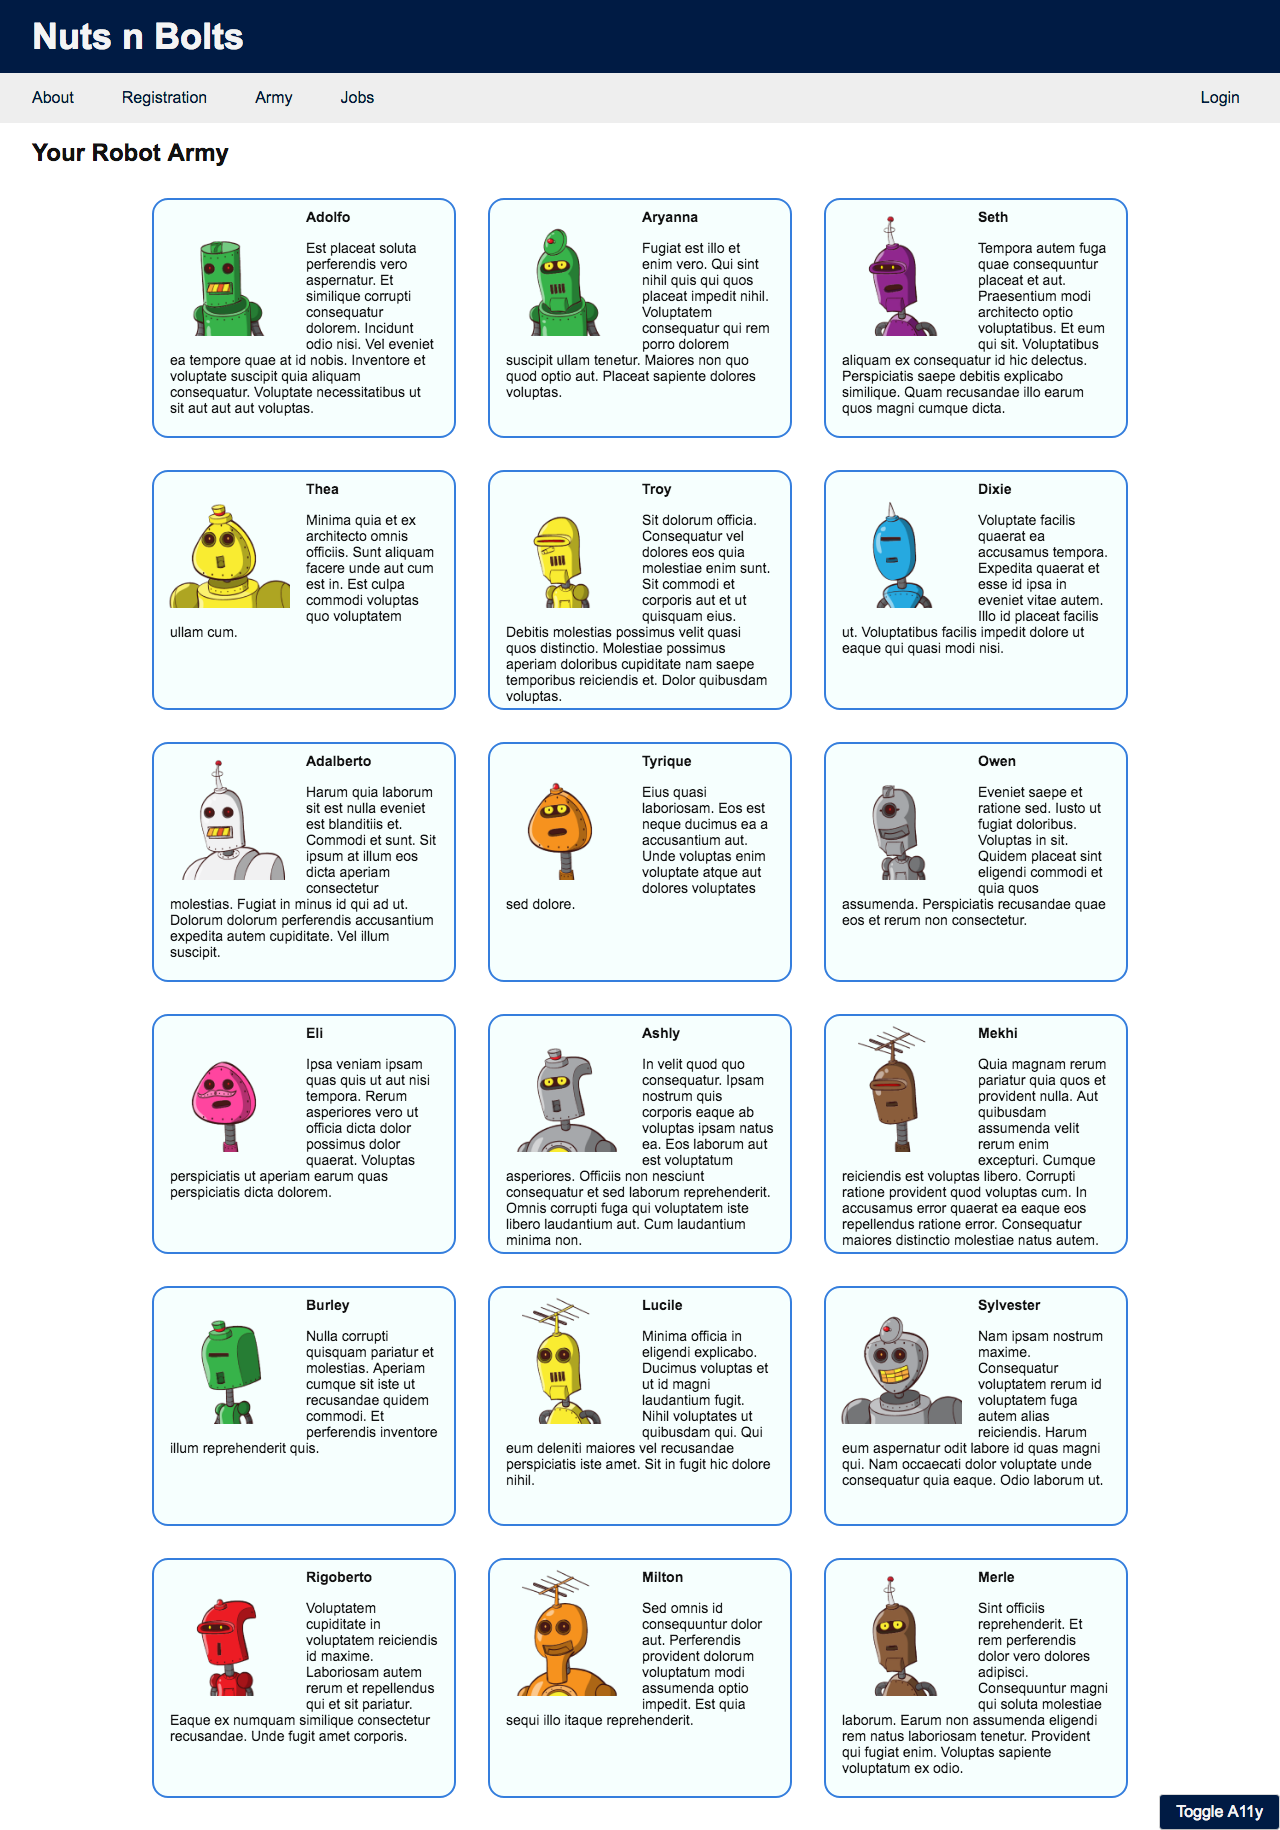 Nuts n Bolts
About Registration Army Jobs Login
Your Robot Army
Adolfo
Est placeat soluta
perferendis vero
aspernatur. Et
similique corrupti
consequatur
dolorem. Incidunt
odio nisi. Vel eveniet
ea tempore quae at id nobis. Inventore et
voluptate suscipit quia aliquam
consequatur. Voluptate necessitatibus ut
sit aut aut aut voluptas.
Aryanna
Fugiat est illo et
enim vero. Qui sint
nihil quis qui quos
placeat impedit nihil.
Voluptatem
consequatur qui rem
porro dolorem
suscipit ullam tenetur. Maiores non quo
quod optio aut. Placeat sapiente dolores
voluptas.
Seth
Tempora autem fuga
quae consequuntur
placeat et aut.
Praesentium modi
architecto optio
voluptatibus. Et eum
qui sit. Voluptatibus
aliquam ex consequatur id hic delectus.
Perspiciatis saepe debitis explicabo
similique. Quam recusandae illo earum
quos magni cumque dicta.
Thea
Minima quia et ex
architecto omnis
officiis. Sunt aliquam
facere unde aut cum
est in. Est culpa
commodi voluptas
quo voluptatem
ullam cum.
Troy
Sit dolorum officia.
Consequatur vel
dolores eos quia
molestiae enim sunt.
Sit commodi et
corporis aut et ut
quisquam eius.
Debitis molestias possimus velit quasi
quos distinctio. Molestiae possimus
aperiam doloribus cupiditate nam saepe
temporibus reiciendis et. Dolor quibusdam
voluptas.
Dixie
Voluptate facilis
quaerat ea
accusamus tempora.
Expedita quaerat et
esse id ipsa in
eveniet vitae autem.
Illo id placeat facilis
ut. Voluptatibus facilis impedit dolore ut
eaque qui quasi modi nisi.
Adalberto
Harum quia laborum
sit est nulla eveniet
est blanditiis et.
Commodi et sunt. Sit
ipsum at illum eos
dicta aperiam
consectetur
molestias. Fugiat in minus id qui ad ut.
Dolorum dolorum perferendis accusantium
expedita autem cupiditate. Vel illum
suscipit.
Tyrique
Eius quasi
laboriosam. Eos est
neque ducimus ea a
accusantium aut.
Unde voluptas enim
voluptate atque aut
dolores voluptates
sed dolore.
Owen
Eveniet saepe et
ratione sed. Iusto ut
fugiat doloribus.
Voluptas in sit.
Quidem placeat sint
eligendi commodi et
quia quos
assumenda. Perspiciatis recusandae quae
eos et rerum non consectetur.
Eli
Ipsa veniam ipsam
quas quis ut aut nisi
tempora. Rerum
asperiores vero ut
officia dicta dolor
possimus dolor
quaerat. Voluptas
perspiciatis ut aperiam earum quas
perspiciatis dicta dolorem.
Ashly
In velit quod quo
consequatur. Ipsam
nostrum quis
corporis eaque ab
voluptas ipsam natus
ea. Eos laborum aut
est voluptatum
asperiores. Officiis non nesciunt
consequatur et sed laborum reprehenderit.
Omnis corrupti fuga qui voluptatem iste
libero laudantium aut. Cum laudantium
minima non.
Mekhi
Quia magnam rerum
pariatur quia quos et
provident nulla. Aut
quibusdam
assumenda velit
rerum enim
excepturi. Cumque
reiciendis est voluptas libero. Corrupti
ratione provident quod voluptas cum. In
accusamus error quaerat ea eaque eos
repellendus ratione error. Consequatur
maiores distinctio molestiae natus autem.
Burley
Nulla corrupti
quisquam pariatur et
molestias. Aperiam
cumque sit iste ut
recusandae quidem
commodi. Et
perferendis inventore
illum reprehenderit quis.
Lucile
Minima officia in
eligendi explicabo.
Ducimus voluptas et
ut id magni
laudantium fugit.
Nihil voluptates ut
quibusdam qui. Qui
eum deleniti maiores vel recusandae
perspiciatis iste amet. Sit in fugit hic dolore
nihil.
Sylvester
Nam ipsam nostrum
maxime.
Consequatur
voluptatem rerum id
voluptatem fuga
autem alias
reiciendis. Harum
eum aspernatur odit labore id quas magni
qui. Nam occaecati dolor voluptate unde
consequatur quia eaque. Odio laborum ut.
Rigoberto
Voluptatem
cupiditate in
voluptatem reiciendis
id maxime.
Laboriosam autem
rerum et repellendus
qui et sit pariatur.
Eaque ex numquam similique consectetur
recusandae. Unde fugit amet corporis.
Milton
Sed omnis id
consequuntur dolor
aut. Perferendis
provident dolorum
voluptatum modi
assumenda optio
impedit. Est quia
sequi illo itaque reprehenderit.
Merle
Sint officiis
reprehenderit. Et
rem perferendis
dolor vero dolores
adipisci.
Consequuntur magni
qui soluta molestiae
laborum. Earum non assumenda eligendi
rem natus laboriosam tenetur. Provident
qui fugiat enim. Voluptas sapiente
voluptatum ex odio.
Toggle A11y